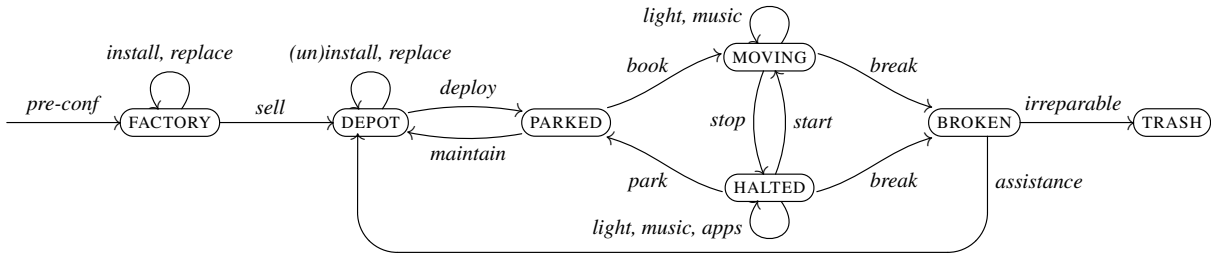 light, music
MOVING
install, replace
(un)install, replace
book
break
pre-conf
FACTORY
sell
DEPOT
deploy
maintain
PARKED
stop
start
BROKEN
irreparable
TRASH
park
HALTED
break
assistance
light, music, apps